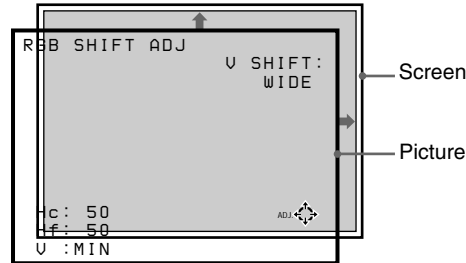 RGB SHIFT ADJ
V SHIFT:
WIDE
Screen
Picture
Hc: 50
ADJ.
Hf: 50
V :MIN